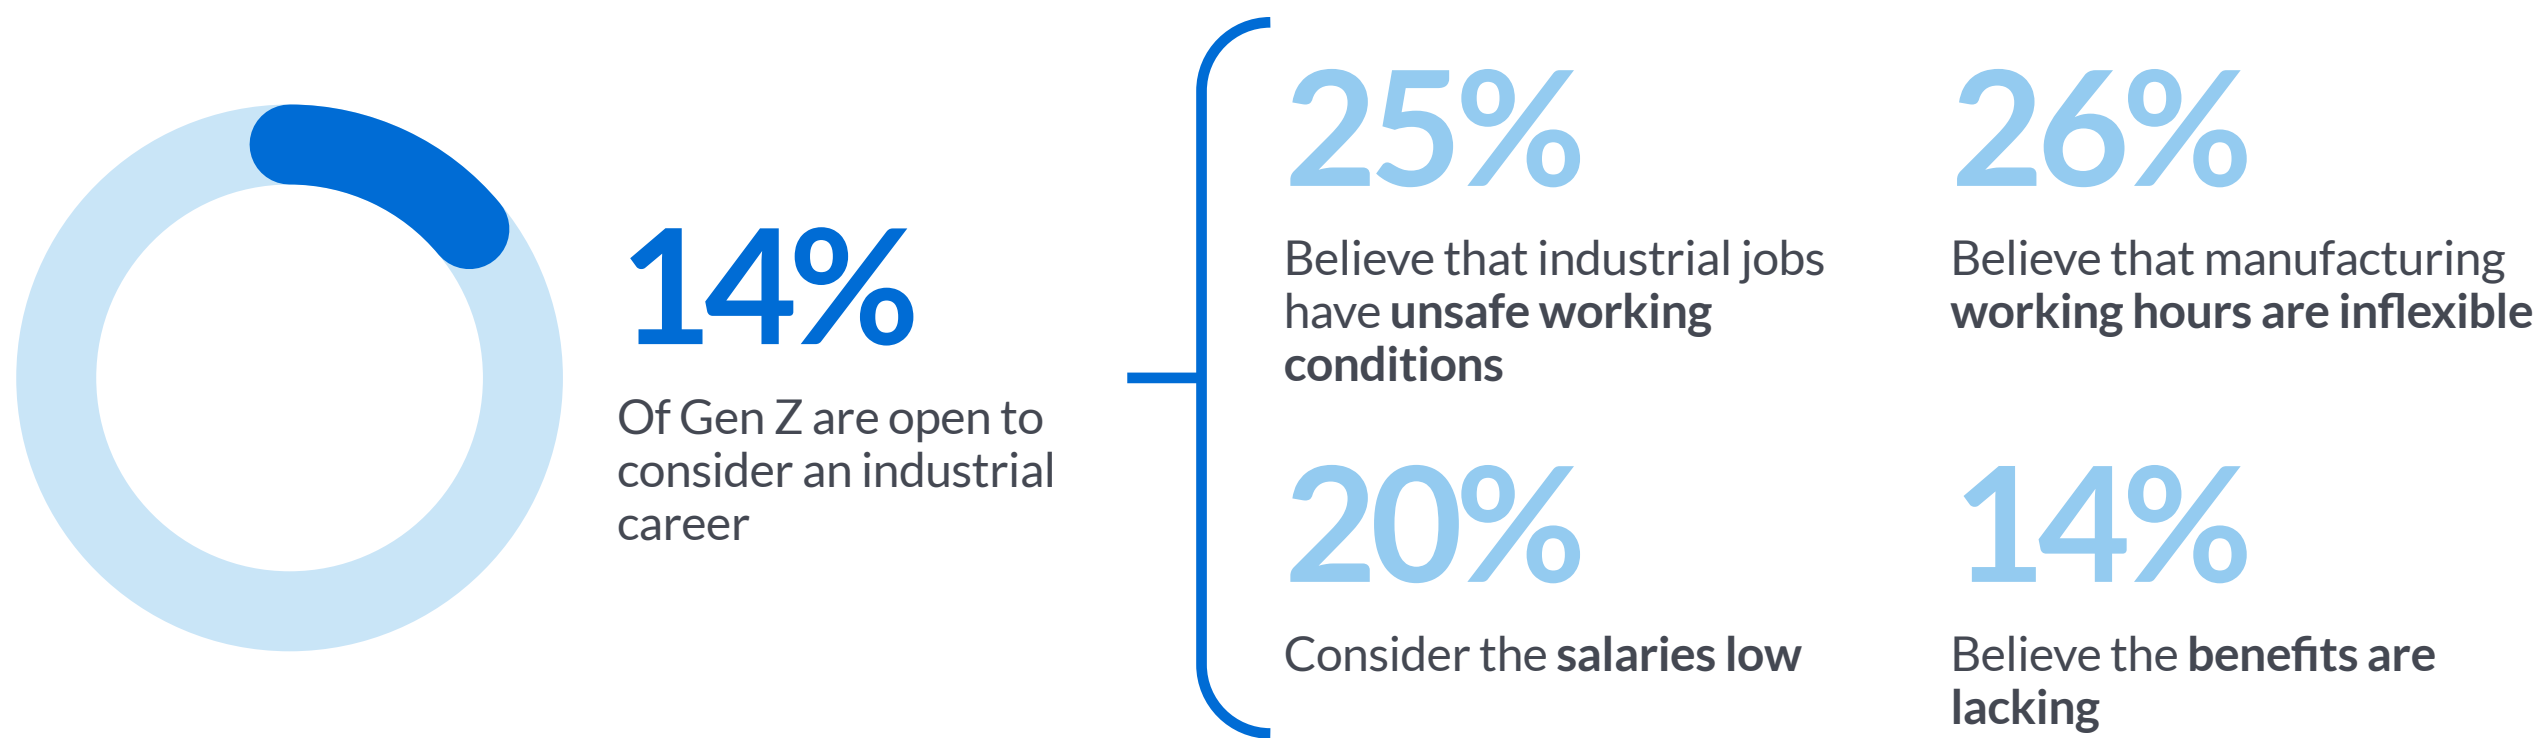 14%
Of Gen Z are open to
consider an industrial
career
25%
Believe that industrial jobs
have unsafe working
conditions
26%
Believe that manufacturing
working hours are inflexible
20%
Consider the salaries low
14%
Believe the benefits are
lacking